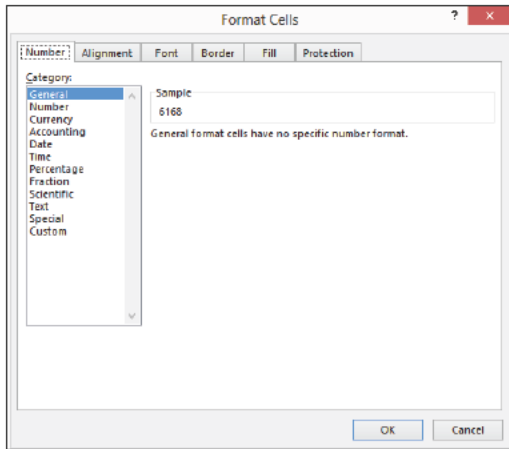 Format Cells
? ×
Number Alignment Font Border Fill Protection
Category:
General
Number
Currency
Accounting
Date
Time
Percentage
Fraction
Scientific
Text
Special
Custom
Sample
6168
General format cells have no specific number format.
OK Cancel